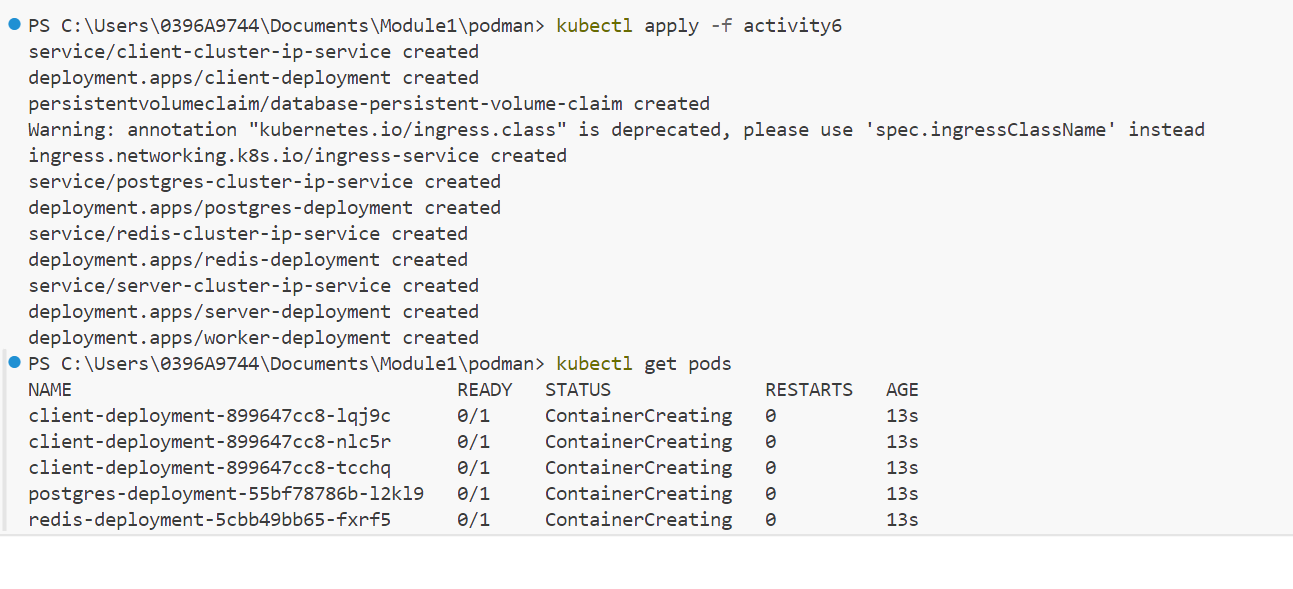 PS C:\Users\0396A9744\Documents\Module1\podman> kubectl apply -f activity6
service/client-cluster-ip-service created
deployment.apps/client-deployment created
persistentvolumeclaim/database-persistent-volume-claim created
Warning: annotation "kubernetes.io/ingress.class" is deprecated, please use 'spec.ingressClassName' instead
ingress.networking.k8s.io/ingress-service created
service/postgres-cluster-ip-service created
deployment.apps/postgres-deployment created
service/redis-cluster-ip-service created
deployment.apps/redis-deployment created
service/server-cluster-ip-service created
deployment.apps/server-deployment created
deployment.apps/worker-deployment created
PS C:\Users\0396A9744\Documents\Module1\podman> kubectl get pods
NAME READY STATUS RESTARTS AGE
client-deployment-899647cc8-lqj9c 0/1 ContainerCreating 0 13s
client-deployment-899647cc8-nlc5r 0/1 ContainerCreating 0 13s
client-deployment-899647cc8-tcchq 0/1 ContainerCreating 0 13s
postgres-deployment-55bf78786b-l2kl9 0/1 ContainerCreating 0 13s
redis-deployment-5cbb49bb65-fxrf5 0/1 ContainerCreating 0 13s